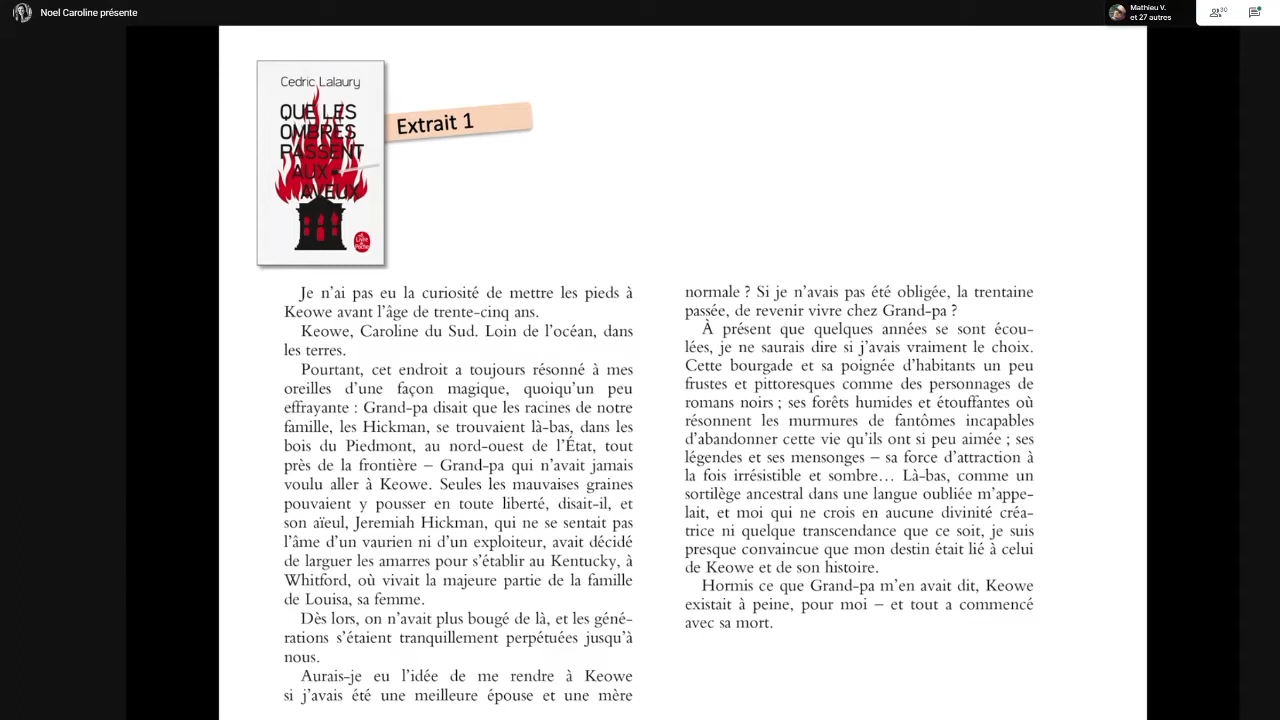 Noel Caroline présente
Mathieu V.
et 27 autres
30
Cedric Lalaury
QUE LES
OMBRES
PASSENT
AUX
AVEUX
Le
Livre
de
Poche
Extrait 1
Je n’ai pas eu la curiosité de mettre les pieds à
Keowe avant l’âge de trente-cinq ans.
Keowe, Caroline du Sud. Loin de l’océan, dans
les terres.
Pourtant, cet endroit a toujours résonné à mes
oreilles d’une façon magique, quoiqu’un peu
effrayante : Grand-pa disait que les racines de notre
famille, les Hickman, se trouvaient là-bas, dans les
bois du Piedmont, au nord-ouest de l’État, tout
près de la frontière – Grand-pa qui n’avait jamais
voulu aller à Keowe. Seules les mauvaises graines
pouvaient y pousser en toute liberté, disait-il, et
son aïeul, Jeremiah Hickman, qui ne se sentait pas
l’âme d’un vaurien ni d’un exploiteur, avait décidé
de larguer les amarres pour s’établir au Kentucky, à
Whitford, où vivait la majeure partie de la famille
de Louisa, sa femme.
Dès lors, on n’avait plus bougé de là, et les géné-
rations s’étaient tranquillement perpétuées jusqu’à
nous.
Aurais-je eu l’idée de me rendre à Keowe
si j’avais été une meilleure épouse et une mère
normale ? Si je n’avais pas été obligée, la trentaine
passée, de revenir vivre chez Grand-pa ?
À présent que quelques années se sont écou-
lées, je ne saurais dire si j’avais vraiment le choix.
Cette bourgade et sa poignée d’habitants un peu
frustes et pittoresques comme des personnages de
romans noirs ; ses forêts humides et étouffantes où
résonnent les murmures de fantômes incapables
d’abandonner cette vie qu’ils ont si peu aimée ; ses
légendes et ses mensonges – sa force d’attraction à
la fois irrésistible et sombre… Là-bas, comme un
sortilège ancestral dans une langue oubliée m’appe-
lait, et moi qui ne crois en aucune divinité créa-
trice ni quelque transcendance que ce soit, je suis
presque convaincue que mon destin était lié à celui
de Keowe et de son histoire.
Hormis ce que Grand-pa m’en avait dit, Keowe
existait à peine, pour moi – et tout a commencé
avec sa mort.